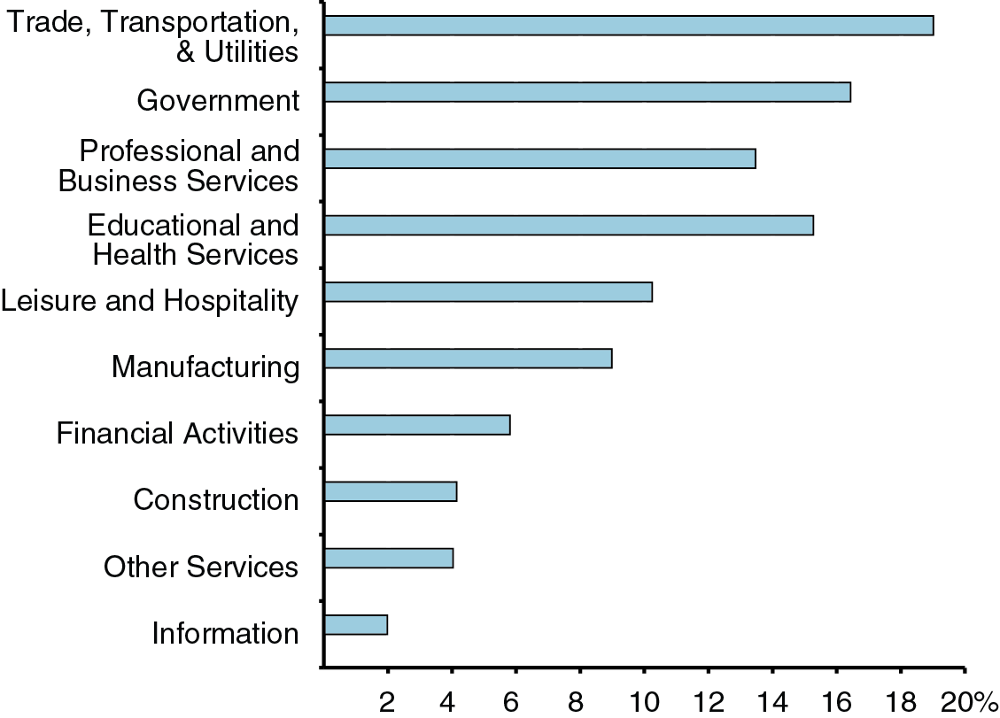 Trade, Transportation,
& Utilities
Government
Professional and
Business Services
Educational and
Health Services
Leisure and Hospitality
Manufacturing
Financial Activities
Construction
Other Services
Information
2 4 6 8 10 12 14 16 18 20%